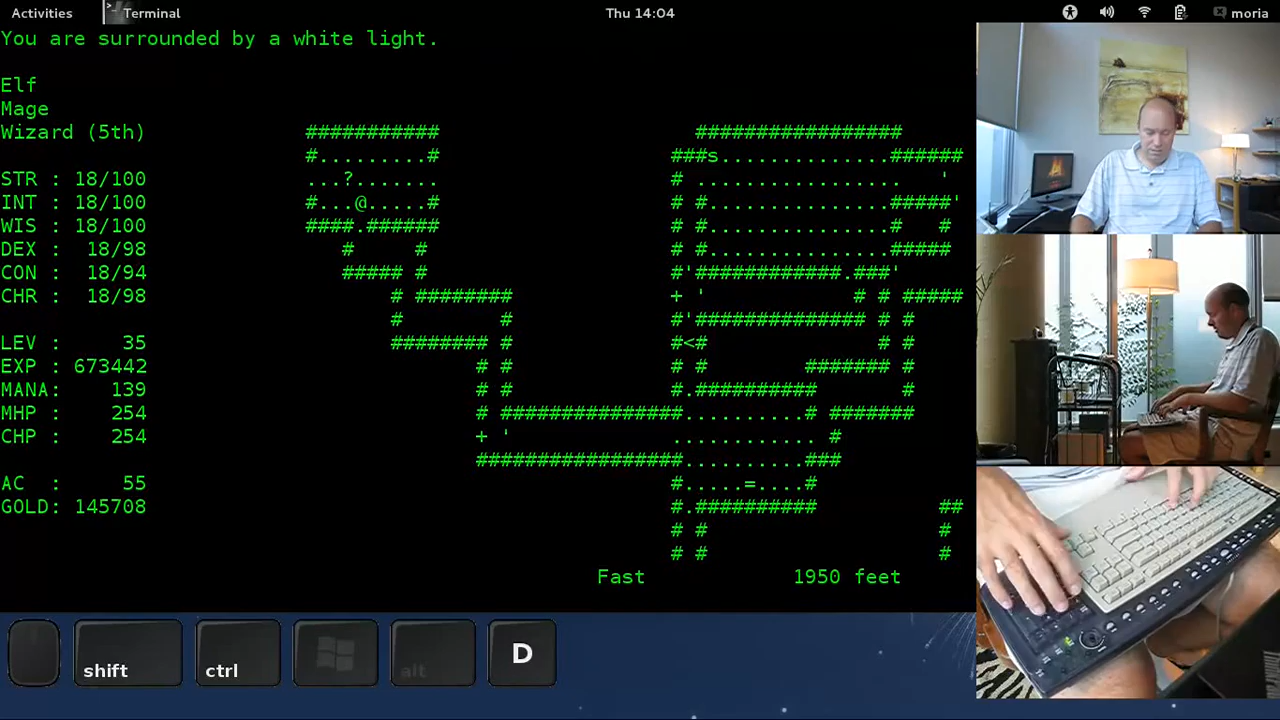 Activities Terminal Thu 14:04 moria
You are surrounded by a white light.
Elf
Mage
Wizard (5th) ########### #################
#.........# ###s..............######
STR : 18/100 ...?....... # ................. '
INT : 18/100 #...@.....# # #...............#####'
WIS : 18/100 ####.###### # #...............# #
DEX : 18/98 # # # #...............#####
CON : 18/94 ##### # #'############.###'
CHR : 18/98 # ######## + ' # # #####
# # #'############## # #
LEV : 35 ######## # #<# # #
EXP : 673442 # # # # ####### #
MANA: 139 # # #.########## #
MHP : 254 # ###############..........# #######
CHP : 254 + ' ............ #
#################..........###
AC : 55 #.....=....#
GOLD: 145708 #.########## ##
# # #
# # #
Fast 1950 feet
shift ctrl alt D